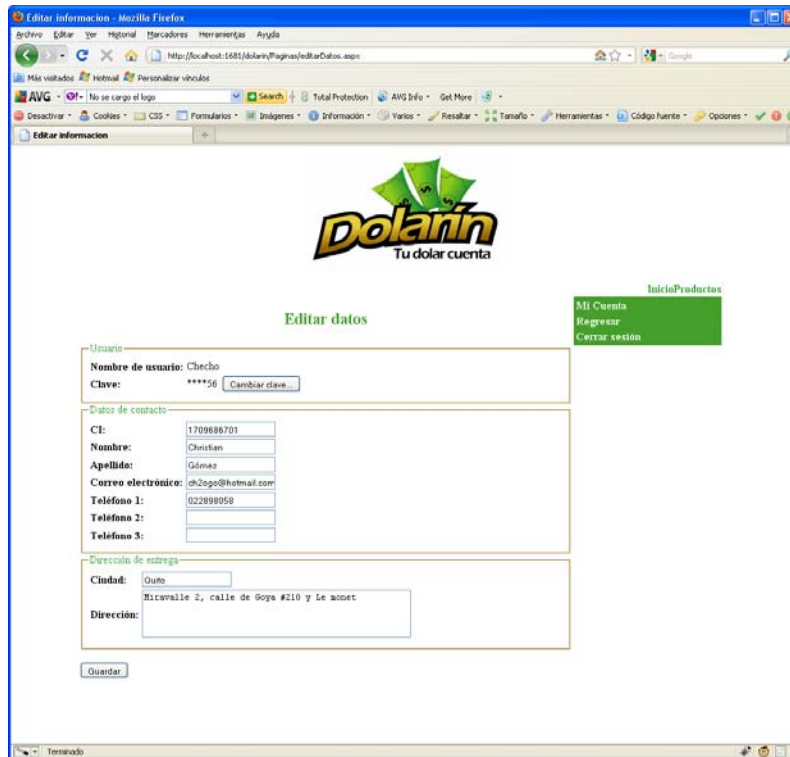 Editar informacion - Mozilla Firefox
Archivo Editar Ver Historial Marcadores Herramientas Ayuda
http://localhost:1681/dolarin/Paginas/editarDatos.aspx
Google
Más visitados Hotmail Personalizar vínculos
AVG No se cargo el logo Search Total Protection AVG Info Get More
Desactivar Cookies CSS Formularios Imágenes Información Varios Resaltar Tamaño Herramientas Código fuente Opciones
Editar informacion
Dolarín
Tu dolar cuenta
InicioProductos
Mi Cuenta
Regresar
Cerrar sesión
Editar datos
Usuario
Nombre de usuario: Checho
Clave: ****56 Cambiar clave...
Datos de contacto
CI: 1709686701
Nombre: Christian
Apellido: Gómez
Correo electrónico: ch2ogo@hotmail.com
Teléfono 1: 022898058
Teléfono 2:
Teléfono 3:
Dirección de entrega
Ciudad: Quito
Dirección: Miravalle 2, calle de Goya #210 y Le monet
Guardar
Terminado